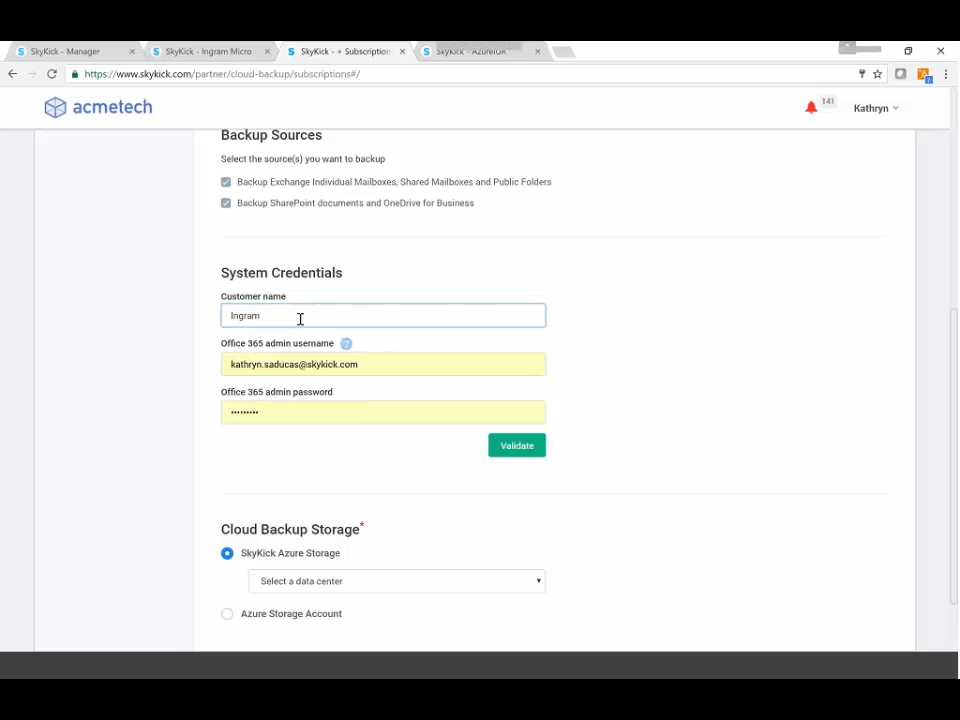 SkyKick - Manager
SkyKick - Ingram Micro
SkyKick - + Subscription
SkyKick - AzureIUR
https://www.skykick.com/partner/cloud-backup/subscriptions#/
acmetech
141
Kathryn
Backup Sources
Select the source(s) you want to backup
Backup Exchange Individual Mailboxes, Shared Mailboxes and Public Folders
Backup SharePoint documents and OneDrive for Business
System Credentials
Customer name
Ingram
Office 365 admin username ?
kathryn.saducas@skykick.com
Office 365 admin password
•••••••••
Validate
Cloud Backup Storage*
SkyKick Azure Storage
Select a data center
Azure Storage Account